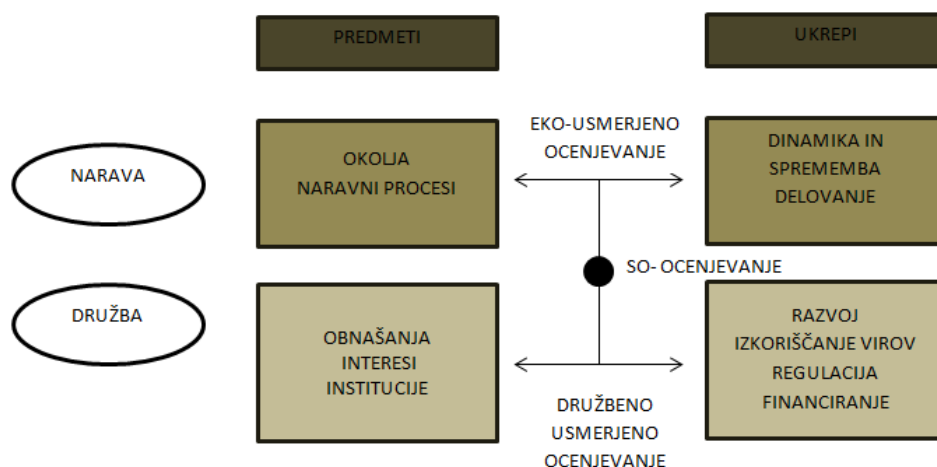 PREDMETI
UKREPI
NARAVA
OKOLJA
NARAVNI PROCESI
EKO-USMERJENO
OCENJEVANJE
DINAMIKA IN
SPREMEMBA
DELOVANJE
SO- OCENJEVANJE
DRUŽBA
OBNAŠANJA
INTERESI
INSTITUCIJE
RAZVOJ
IZKORIŠČANJE VIROV
REGULACIJA
FINANCIRANJE
DRUŽBENO
USMERJENO
OCENJEVANJE